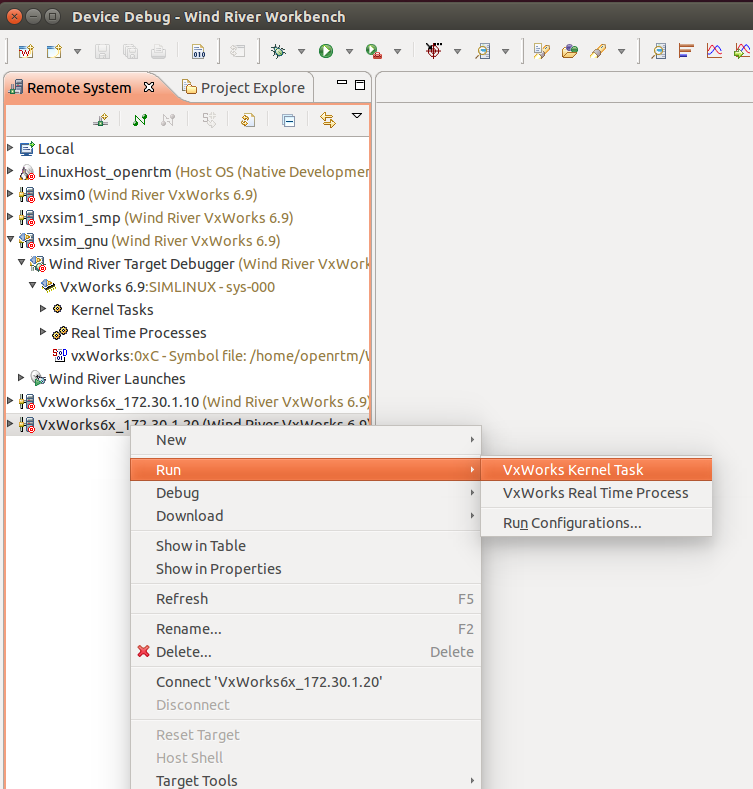 Device Debug - Wind River Workbench
Remote System
Project Explore
Local
LinuxHost_openrtm (Host OS (Native Developmer
vxsim0 (Wind River VxWorks 6.9)
vxsim1_smp (Wind River VxWorks 6.9)
vxsim_gnu (Wind River VxWorks 6.9)
Wind River Target Debugger (Wind River VxWork
VxWorks 6.9:SIMLINUX - sys-000
Kernel Tasks
Real Time Processes
vxWorks:0xC - Symbol file: /home/openrtm/W
Wind River Launches
VxWorks6x_172.30.1.10 (Wind River VxWorks 6.9)
VxWorks6x_172.30.1.20 (Wind River VxWorks 6.9)
New
Run
VxWorks Kernel Task
Debug
VxWorks Real Time Process
Download
Run Configurations...
Show in Table
Show in Properties
Refresh F5
Rename... F2
Delete... Delete
Connect 'VxWorks6x_172.30.1.20'
Disconnect
Reset Target
Host Shell
Target Tools